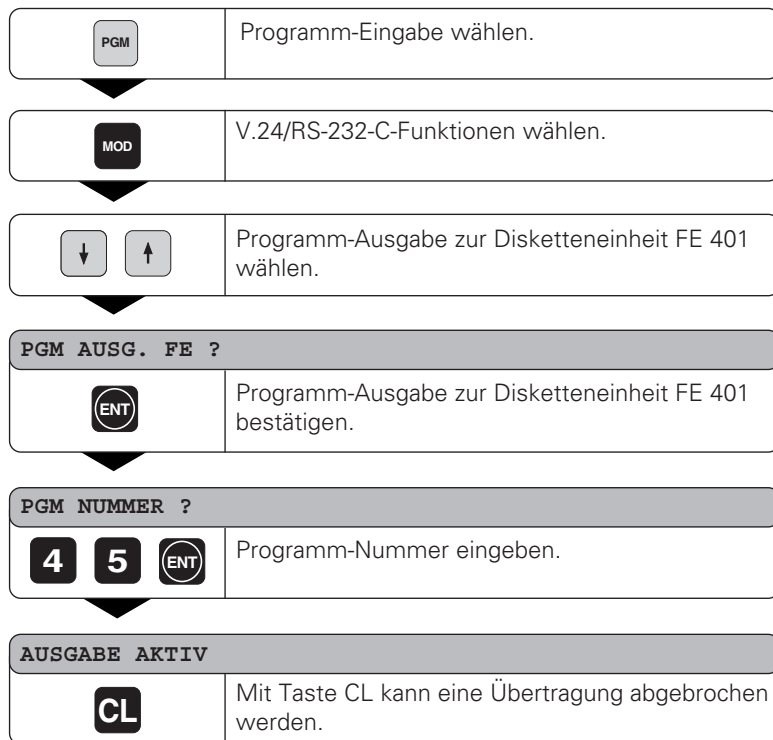 PGM
Programm-Eingabe wählen.
MOD
V.24/RS-232-C-Funktionen wählen.
Programm-Ausgabe zur Disketteneinheit FE 401
wählen.
PGM AUSG. FE ?
ENT
Programm-Ausgabe zur Disketteneinheit FE 401
bestätigen.
PGM NUMMER ?
4 5 ENT
Programm-Nummer eingeben.
AUSGABE AKTIV
CL
Mit Taste CL kann eine Übertragung abgebrochen
werden.